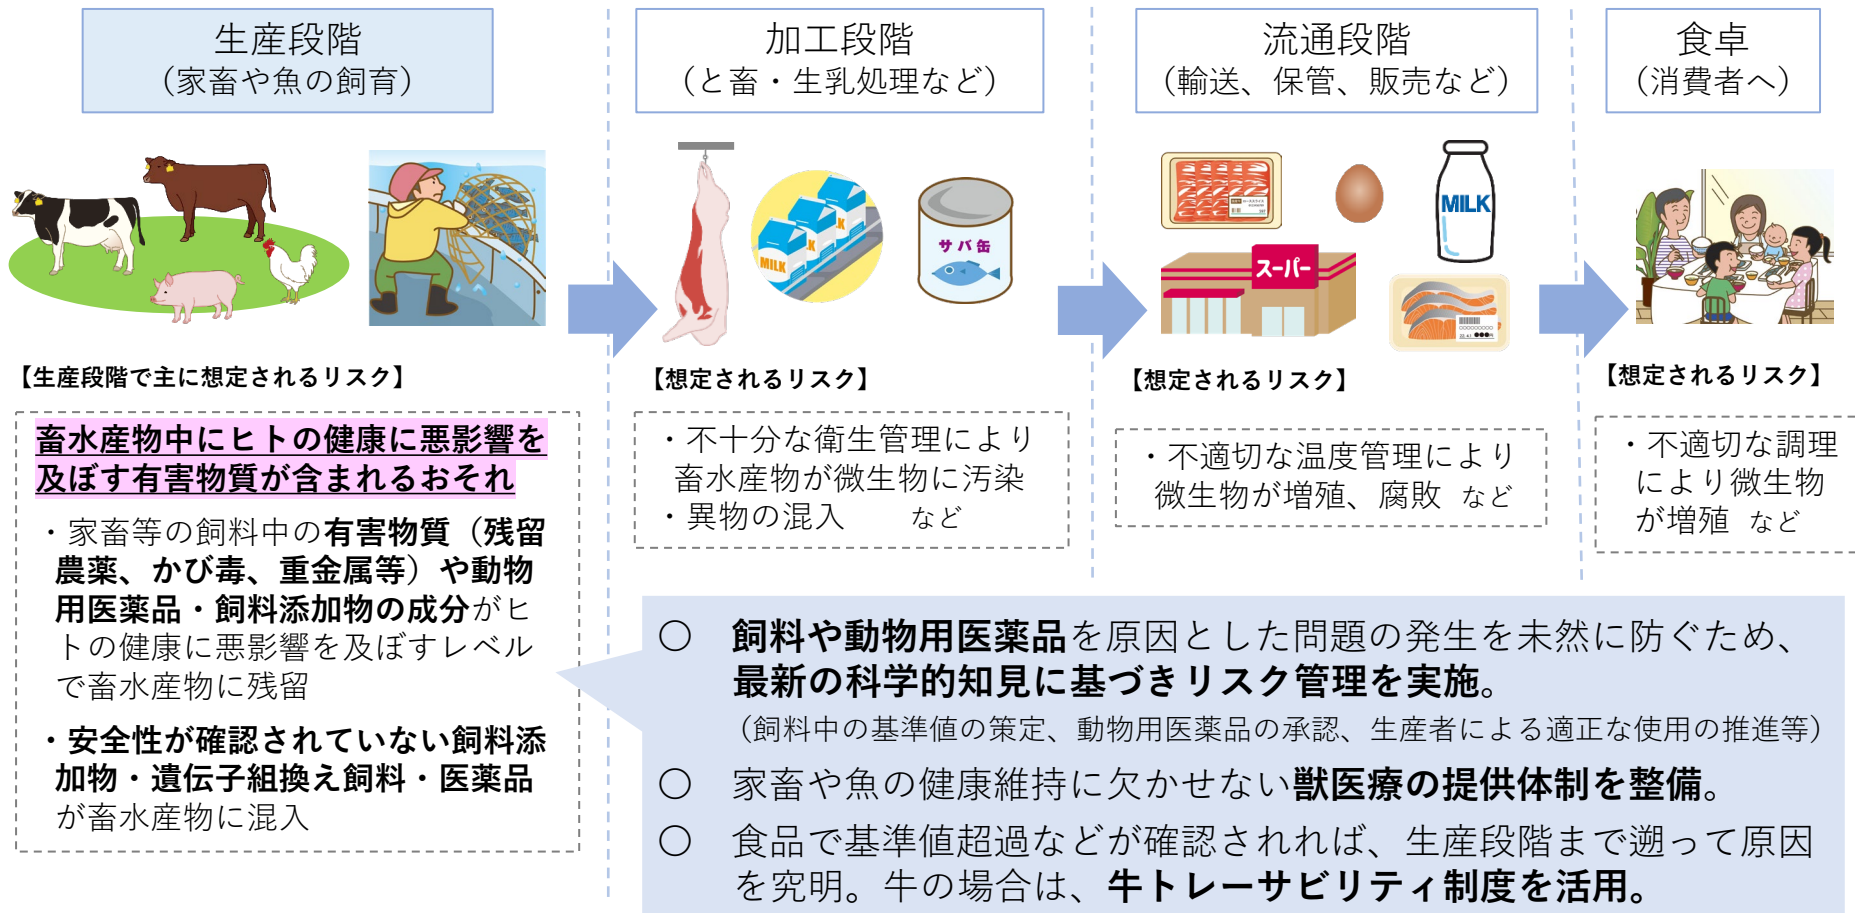 生産段階
(家畜や魚の飼育)
加工段階
(と畜・生乳処理など)
流通段階
(輸送、保管、販売など)
食卓
(消費者へ)
MILK
サバ缶
スーパー
MILK
【生産段階で主に想定されるリスク】
畜水産物中にヒトの健康に悪影響を
及ぼす有害物質が含まれるおそれ
・家畜等の飼料中の有害物質（残留
農薬、かび毒、重金属等）や動物
用医薬品・飼料添加物の成分がヒ
トの健康に悪影響を及ぼすレベル
で畜水産物に残留
・安全性が確認されていない飼料添
加物・遺伝子組換え飼料・医薬品
が畜水産物に混入
【想定されるリスク】
・不十分な衛生管理により
畜水産物が微生物に汚染
・異物の混入　など
【想定されるリスク】
・不適切な温度管理により
微生物が増殖、腐敗 など
【想定されるリスク】
・不適切な調理
により微生物
が増殖 など
○ 飼料や動物用医薬品を原因とした問題の発生を未然に防ぐため、
最新の科学的知見に基づきリスク管理を実施。
（飼料中の基準値の策定、動物用医薬品の承認、生産者による適正な使用の推進等）
○ 家畜や魚の健康維持に欠かせない獣医療の提供体制を整備。
○ 食品で基準値超過などが確認されれば、生産段階まで遡って原因
を究明。牛の場合は、牛トレーサビリティ制度を活用。